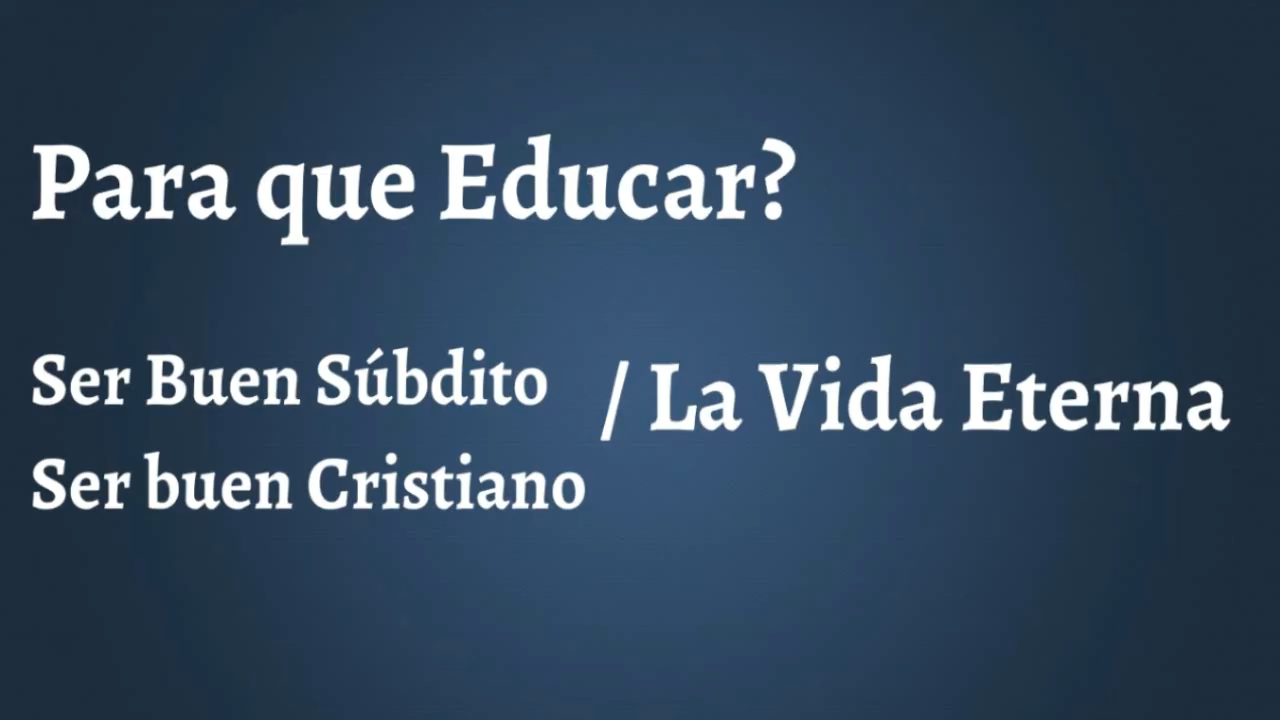 Para que Educar?
Ser Buen Súbdito
Ser buen Cristiano
/ La Vida Eterna